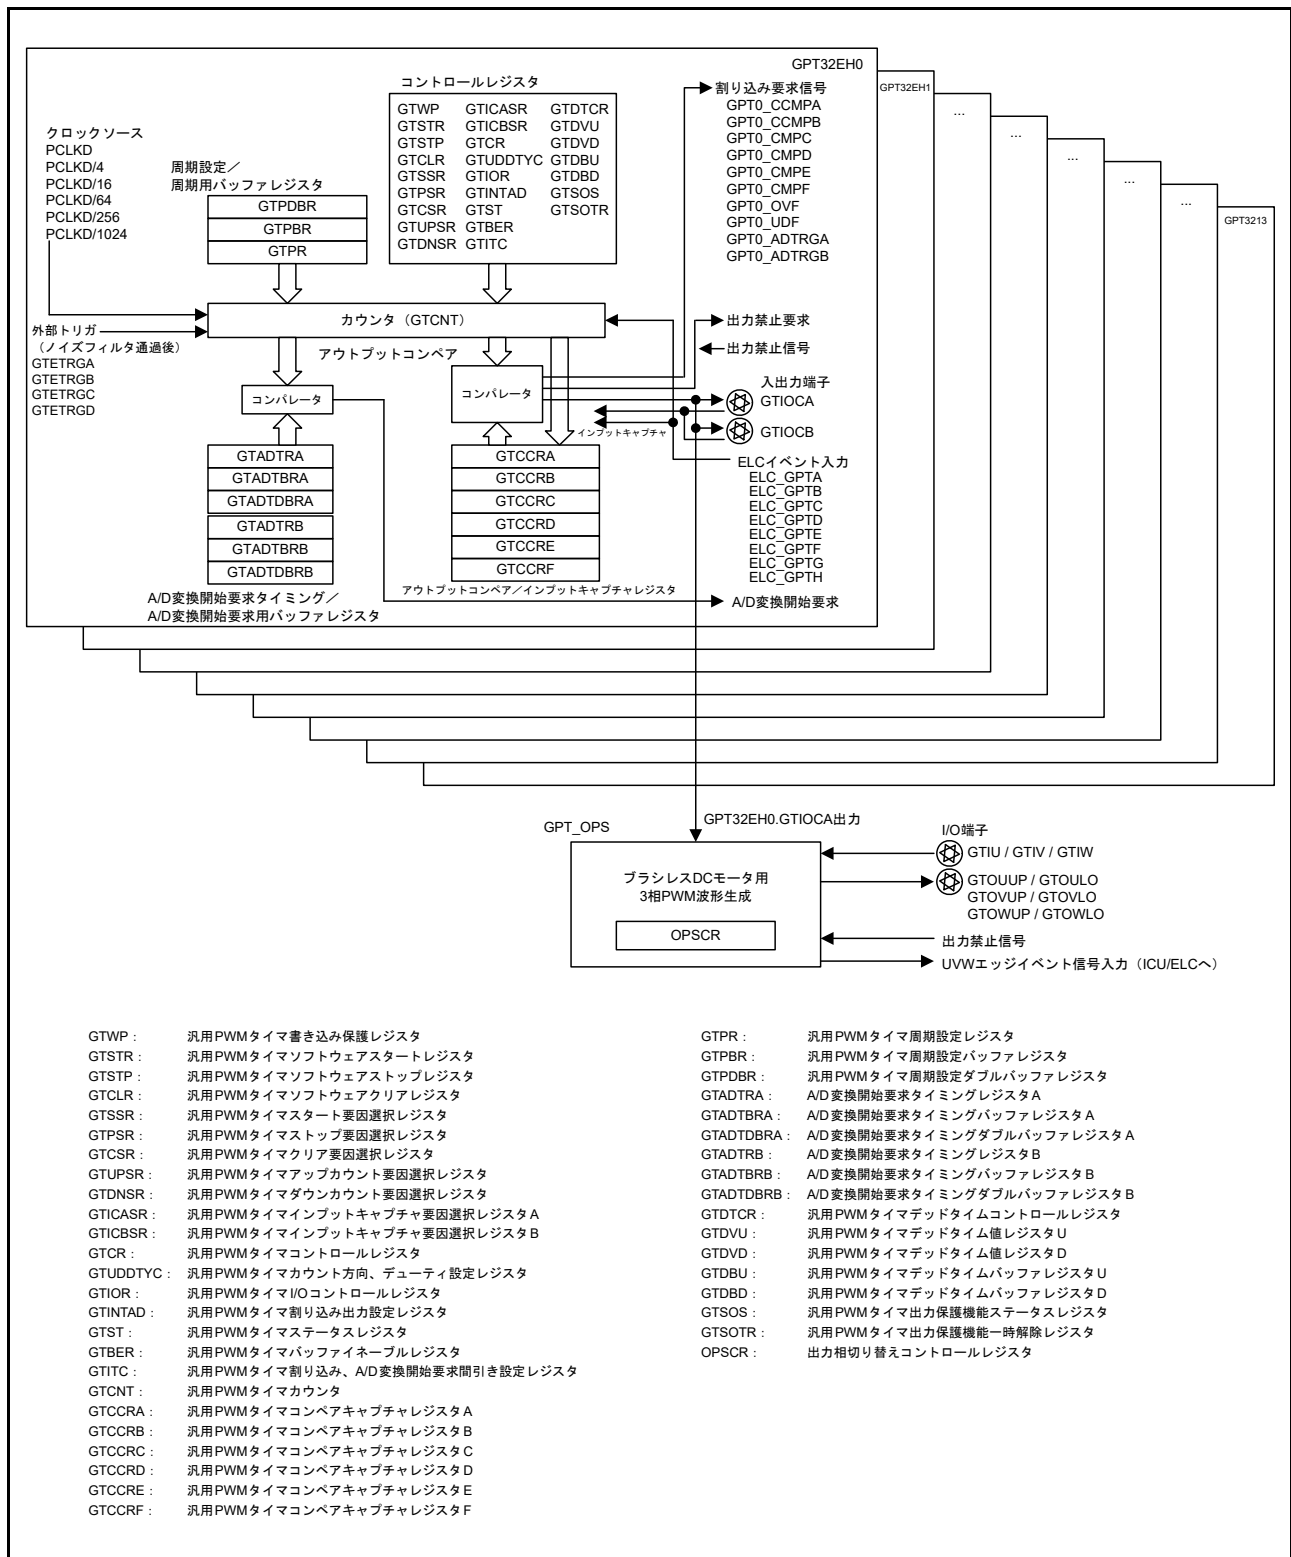 GPT32EH0
GPT32EH1
...
...
...
...
...
GPT3213
クロックソース
PCLKD
PCLKD/4
PCLKD/16
PCLKD/64
PCLKD/256
PCLKD/1024
周期設定／
周期用バッファレジスタ
GTPDBR
GTPBR
GTPR
コントロールレジスタ
GTWP GTICASR GTDTCR
GTSTR GTICBSR GTDVU
GTSTP GTCR GTDVD
GTCLR GTUDDTYC GTDBU
GTSSR GTIOR GTDBD
GTPSR GTINTAD GTSOS
GTCSR GTST GTSOTR
GTUPSR GTBER
GTDNSR GTITC
割り込み要求信号
GPT0_CCMPA
GPT0_CCMPB
GPT0_CMPC
GPT0_CMPD
GPT0_CMPE
GPT0_CMPF
GPT0_OVF
GPT0_UDF
GPT0_ADTRGA
GPT0_ADTRGB
カウンタ（GTCNT）
外部トリガ
（ノイズフィルタ通過後）
GTETRGA
GTETRGB
GTETRGC
GTETRGD
アウトプットコンペア
コンパレータ
コンパレータ
出力禁止要求
出力禁止信号
入出力端子
GTIOCA
GTIOCB
インプットキャプチャ
GTADTRA
GTADTBRA
GTADTDBRA
GTADTRB
GTADTBRB
GTADTDBRB
A/D変換開始要求タイミング／
A/D変換開始要求用バッファレジスタ
GTCCRA
GTCCRB
GTCCRC
GTCCRD
GTCCRE
GTCCRF
アウトプットコンペア／インプットキャプチャレジスタ
ELCイベント入力
ELC_GPTA
ELC_GPTB
ELC_GPTC
ELC_GPTD
ELC_GPTE
ELC_GPTF
ELC_GPTG
ELC_GPTH
A/D変換開始要求
GPT32EH0.GTIOCA出力
GPT_OPS
ブラシレスDCモータ用
3相PWM波形生成
OPSCR
I/O端子
GTIU / GTIV / GTIW
GTOUUP / GTOULO
GTOVUP / GTOVLO
GTOWUP / GTOWLO
出力禁止信号
UVWエッジイベント信号入力（ICU/ELCへ）
GTWP : 汎用PWMタイマ書き込み保護レジスタ
GTSTR : 汎用PWMタイマソフトウェアスタートレジスタ
GTSTP : 汎用PWMタイマソフトウェアストップレジスタ
GTCLR : 汎用PWMタイマソフトウェアクリアレジスタ
GTSSR : 汎用PWMタイマスタート要因選択レジスタ
GTPSR : 汎用PWMタイマストップ要因選択レジスタ
GTCSR : 汎用PWMタイマクリア要因選択レジスタ
GTUPSR : 汎用PWMタイマアップカウント要因選択レジスタ
GTDNSR : 汎用PWMタイマダウンカウント要因選択レジスタ
GTICASR : 汎用PWMタイマインプットキャプチャ要因選択レジスタA
GTICBSR : 汎用PWMタイマインプットキャプチャ要因選択レジスタB
GTCR : 汎用PWMタイマコントロールレジスタ
GTUDDTYC : 汎用PWMタイマカウント方向、デューティ設定レジスタ
GTIOR : 汎用PWMタイマI/Oコントロールレジスタ
GTINTAD : 汎用PWMタイマ割り込み出力設定レジスタ
GTST : 汎用PWMタイマステータスレジスタ
GTBER : 汎用PWMタイマバッファイネーブルレジスタ
GTITC : 汎用PWMタイマ割り込み、A/D変換開始要求間引き設定レジスタ
GTCNT : 汎用PWMタイマカウンタ
GTCCRA : 汎用PWMタイマコンペアキャプチャレジスタA
GTCCRB : 汎用PWMタイマコンペアキャプチャレジスタB
GTCCRC : 汎用PWMタイマコンペアキャプチャレジスタC
GTCCRD : 汎用PWMタイマコンペアキャプチャレジスタD
GTCCRE : 汎用PWMタイマコンペアキャプチャレジスタE
GTCCRF : 汎用PWMタイマコンペアキャプチャレジスタF
GTPR : 汎用PWMタイマ周期設定レジスタ
GTPBR : 汎用PWMタイマ周期設定バッファレジスタ
GTPDBR : 汎用PWMタイマ周期設定ダブルバッファレジスタ
GTADTRA : A/D変換開始要求タイミングレジスタA
GTADTBRA : A/D変換開始要求タイミングバッファレジスタA
GTADTDBRA : A/D変換開始要求タイミングダブルバッファレジスタA
GTADTRB : A/D変換開始要求タイミングレジスタB
GTADTBRB : A/D変換開始要求タイミングバッファレジスタB
GTADTDBRB : A/D変換開始要求タイミングダブルバッファレジスタB
GTDTCR : 汎用PWMタイマデッドタイムコントロールレジスタ
GTDVU : 汎用PWMタイマデッドタイム値レジスタU
GTDVD : 汎用PWMタイマデッドタイム値レジスタD
GTDBU : 汎用PWMタイマデッドタイムバッファレジスタU
GTDBD : 汎用PWMタイマデッドタイムバッファレジスタD
GTSOS : 汎用PWMタイマ出力保護機能ステータスレジスタ
GTSOTR : 汎用PWMタイマ出力保護機能一時解除レジスタ
OPSCR : 出力相切り替えコントロールレジスタ